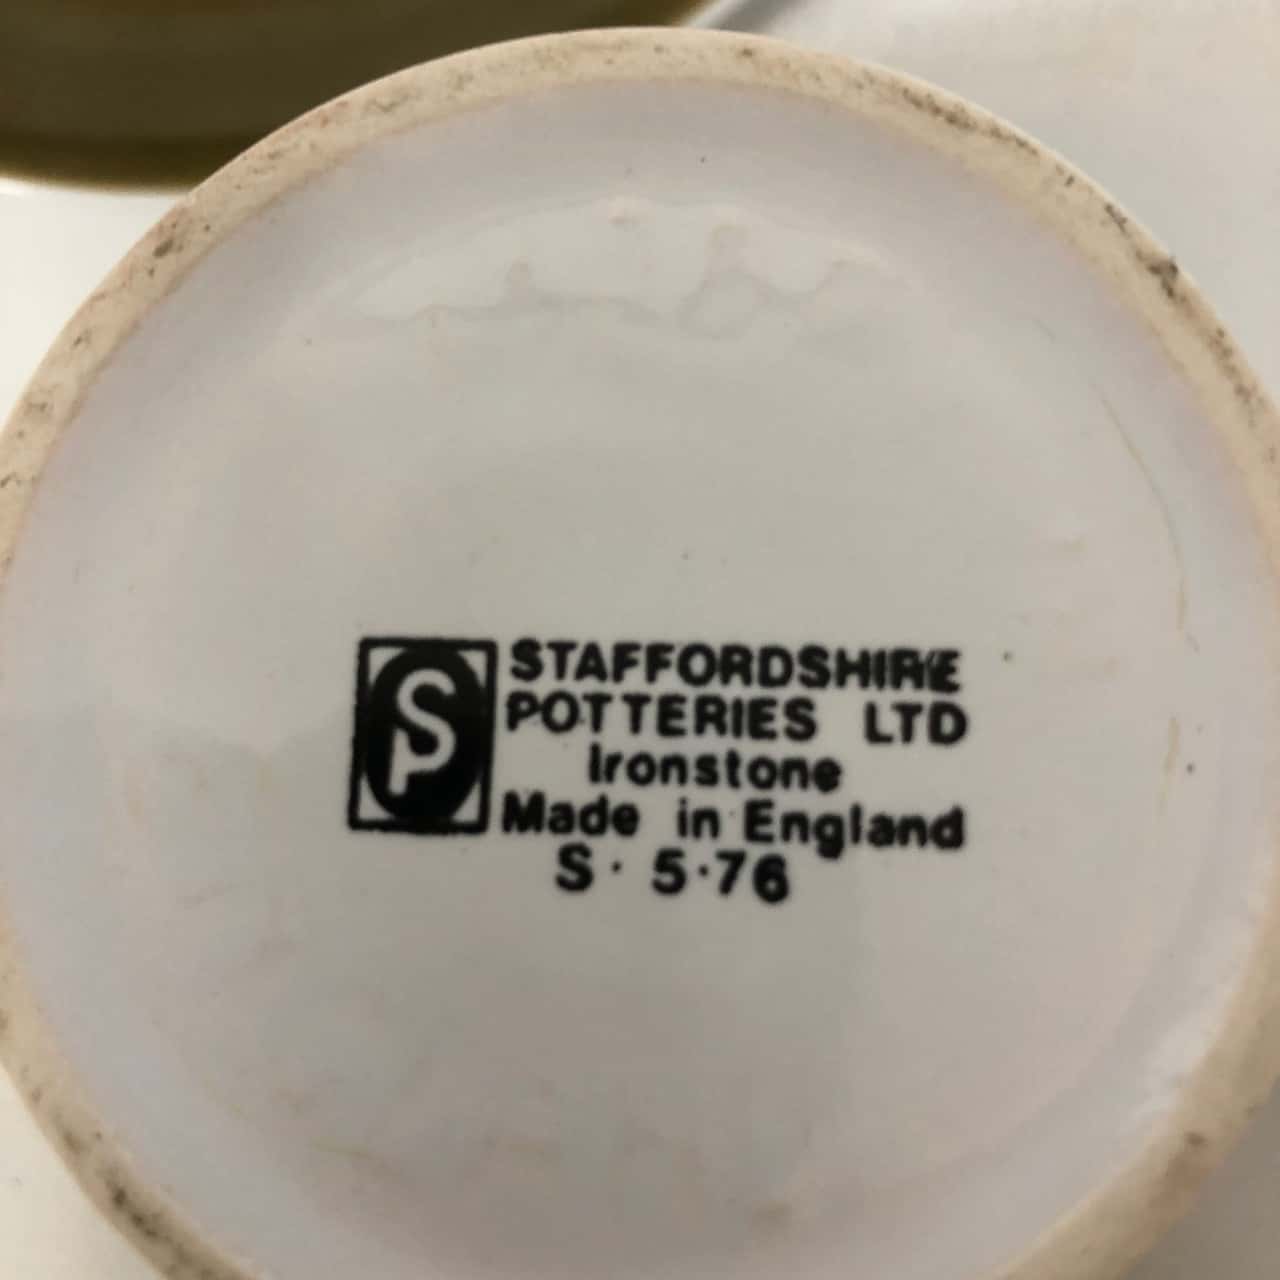 SP
STAFFORDSHIRE
POTTERIES LTD
Ironstone
Made in England
S · 5·76